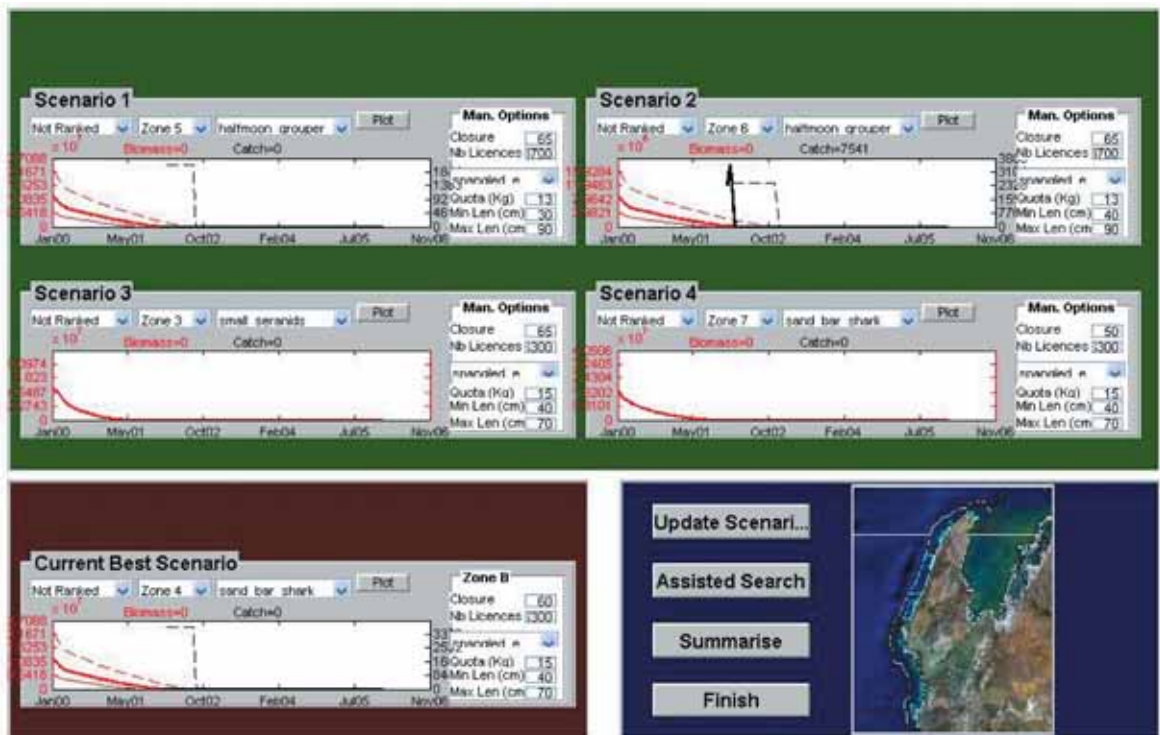 Scenario 1
Not Ranked Zone 5 halfmoon grouper Plot
Biomass=0 Catch=0
Jan00 May01 Oct02 Feb04 Jul05 Nov06
Man. Options
Closure 65
Nb Licences
spangled e
Quota (Kg) 13
Min Len (cm) 30
Max Len (cm 90
Scenario 2
Not Ranked Zone 6 halfmoon grouper Plot
Biomass=0 Catch=7541
Jan00 May01 Oct02 Feb04 Jul05 Nov06
Man. Options
Closure 65
Nb Licences
spangled e
Quota (Kg) 13
Min Len (cm) 40
Max Len (cm 90
Scenario 3
Not Ranked Zone 3 small seranids Plot
Biomass=0 Catch=0
Jan00 May01 Oct02 Feb04 Jul05 Nov06
Man. Options
Closure 65
Nb Licences
spangled e
Quota (Kg) 15
Min Len (cm) 40
Max Len (cm 70
Scenario 4
Not Ranked Zone 7 sand bar shark Plot
Biomass=0 Catch=0
Jan00 May01 Oct02 Feb04 Jul05 Nov06
Man. Options
Closure 50
Nb Licences
spangled e
Quota (Kg) 15
Min Len (cm) 40
Max Len (cm 70
Current Best Scenario
Not Ranked Zone 4 sand bar shark Plot
Biomass=0 Catch=0
Jan00 May01 Oct02 Feb04 Jul05 Nov06
Zone B
Closure 60
Nb Licences
spangled e
Quota (Kg) 15
Min Len (cm) 40
Max Len (cm) 70
Update Scenari...
Assisted Search
Summarise
Finish